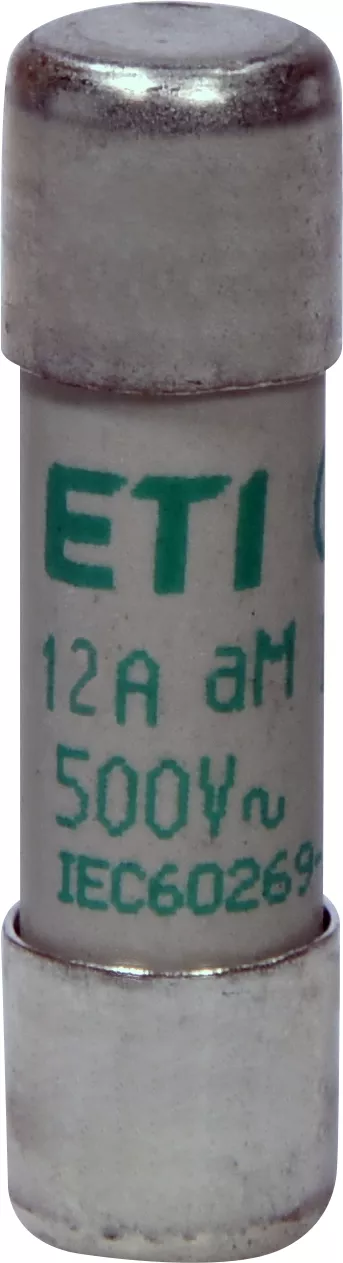 ETI
12A aM
500V~
IEC60269-